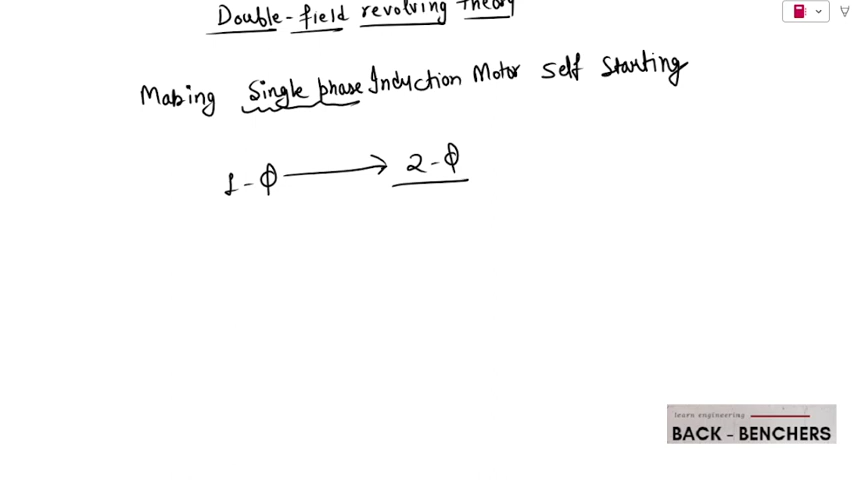 Double-field revolving theory
Making Single phase Induction Motor self starting
1-ϕ → 2-ϕ
learn engineering
BACK - BENCHERS